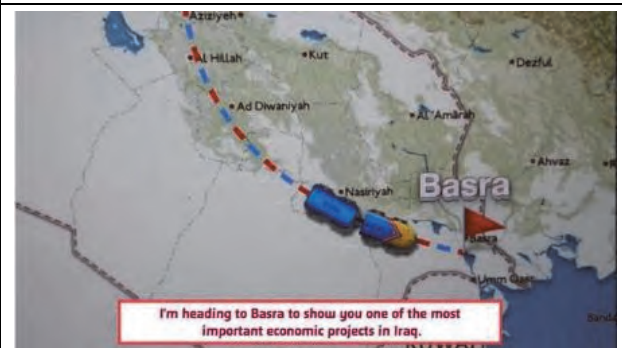 Aziziyeh
Al Hillah
Kut
Dezful
Ad Diwaniyah
Al 'Amārah
Ahvaz
Nasiriyah
Basra
Basra
Umm Qasr
I'm heading to Basra to show you one of the most
important economic projects in Iraq.